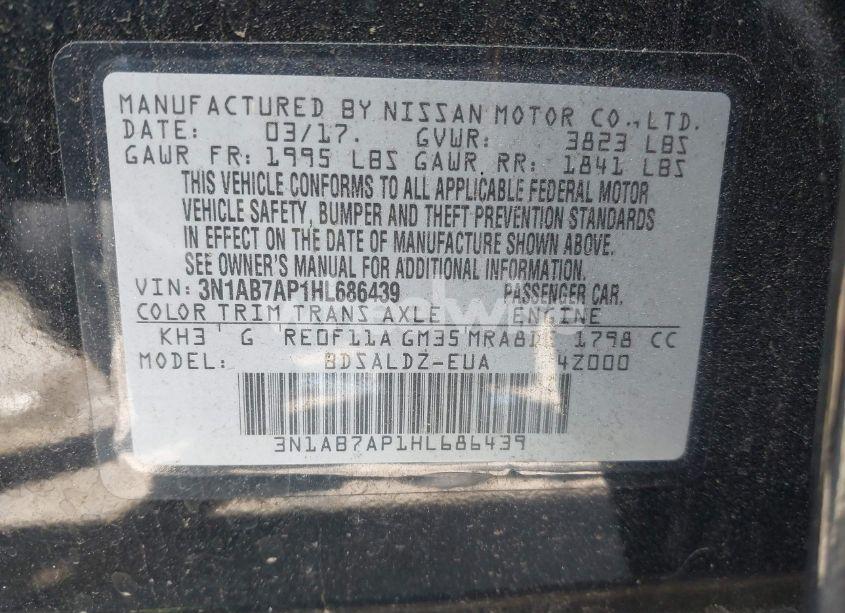 MANUFACTURED BY NISSAN MOTOR CO., LTD.
DATE: 03/17. GVWR: 3823 LBS
GAWR FR: 1995 LBS GAWR RR: 1841 LBS
THIS VEHICLE CONFORMS TO ALL APPLICABLE FEDERAL MOTOR
VEHICLE SAFETY, BUMPER AND THEFT PREVENTION STANDARDS
IN EFFECT ON THE DATE OF MANUFACTURE SHOWN ABOVE.
SEE OWNER'S MANUAL FOR ADDITIONAL INFORMATION.
VIN: 3N1AB7AP1HL686439 PASSENGER CAR.
COLOR TRIM TRANS AXLE ENGINE
KH3 G RE0F11A GM35 MRA8DE 1798 CC
MODEL: BDSALDZ-EUA 4Z000
3N1AB7AP1HL686439